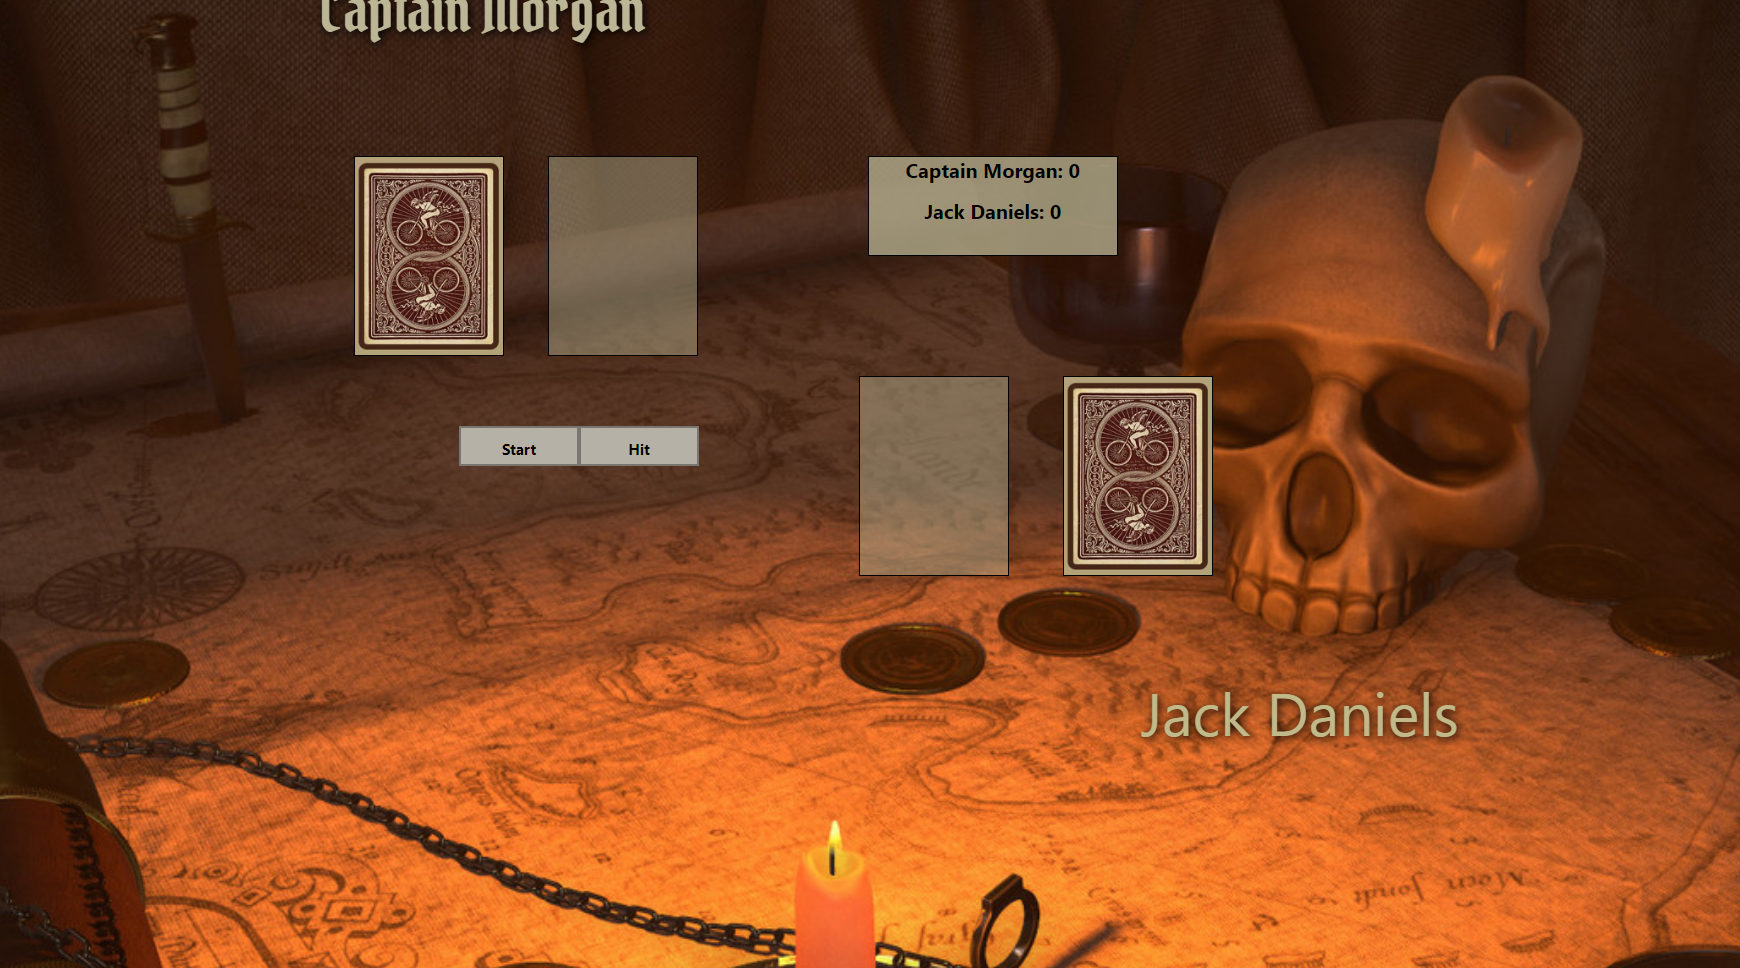 Captain Morgan
Captain Morgan: 0
Jack Daniels: 0
Start
Hit
Jack Daniels